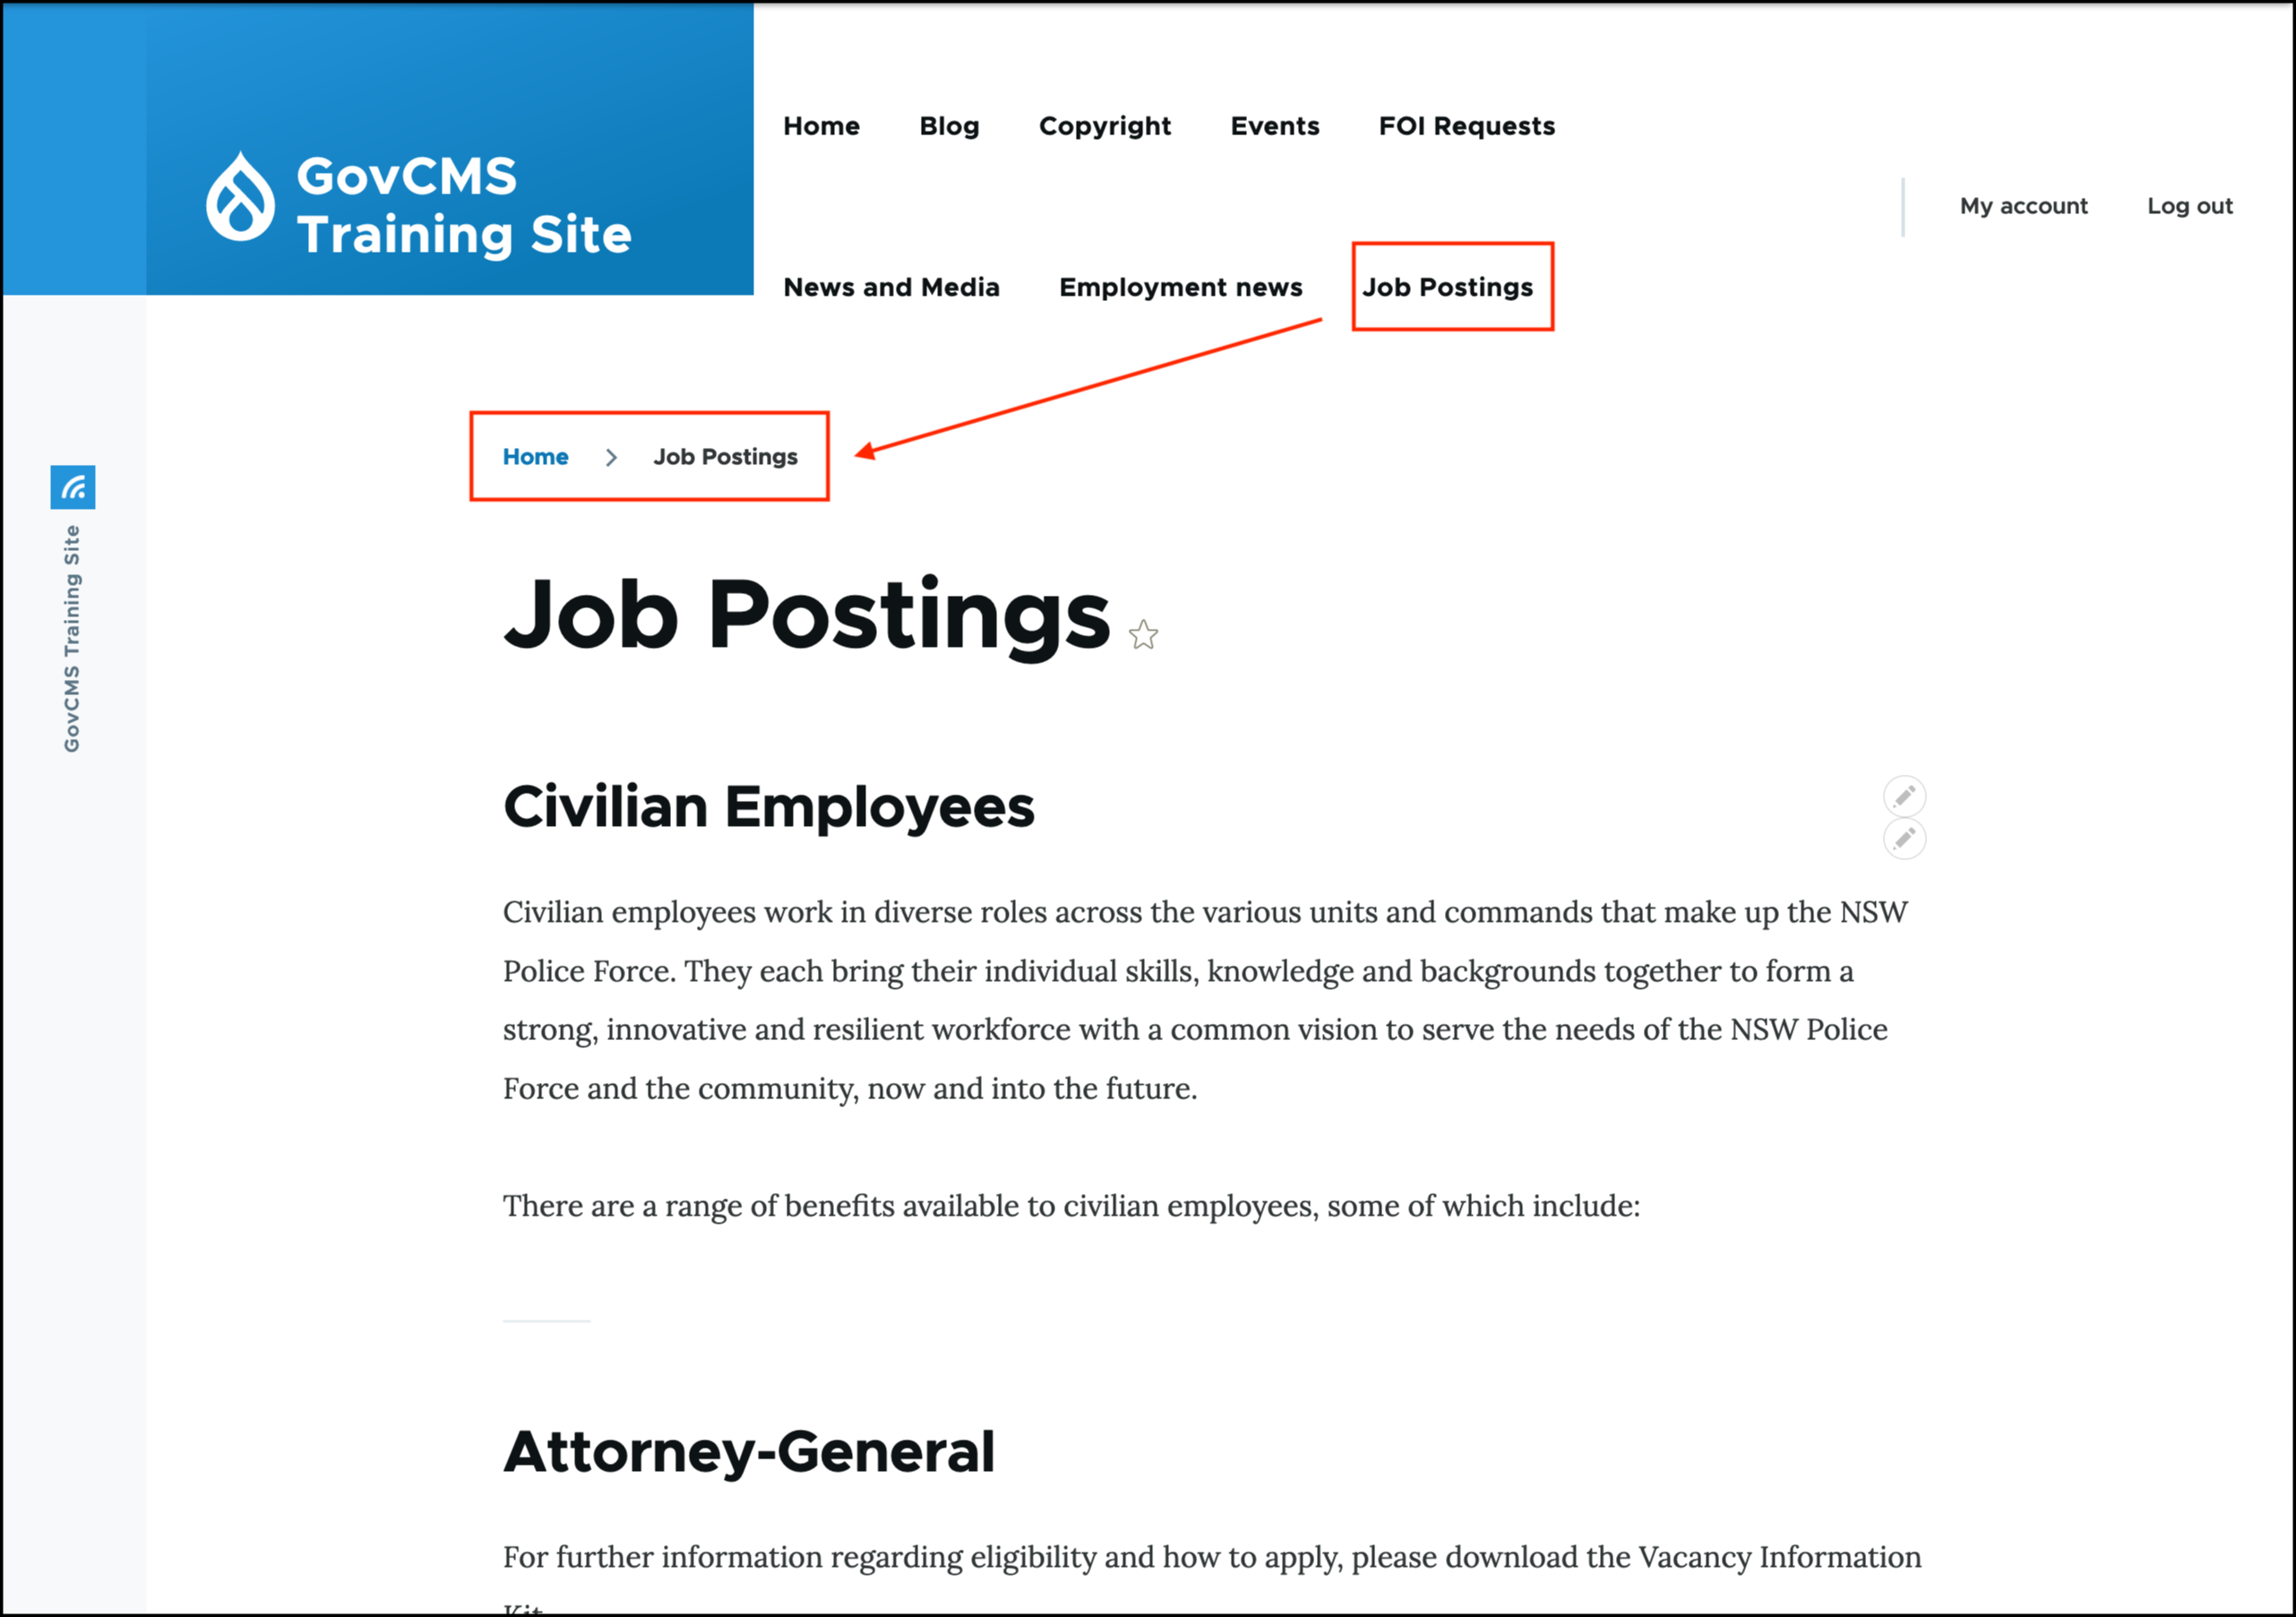 GovCMS
Training Site
Home Blog Copyright Events FOI Requests
My account Log out
News and Media Employment news Job Postings
Home > Job Postings
GovCMS Training Site
Job Postings
Civilian Employees
Civilian employees work in diverse roles across the various units and commands that make up the NSW
Police Force. They each bring their individual skills, knowledge and backgrounds together to form a
strong, innovative and resilient workforce with a common vision to serve the needs of the NSW Police
Force and the community, now and into the future.
There are a range of benefits available to civilian employees, some of which include:
Attorney-General
For further information regarding eligibility and how to apply, please download the Vacancy Information
Kit